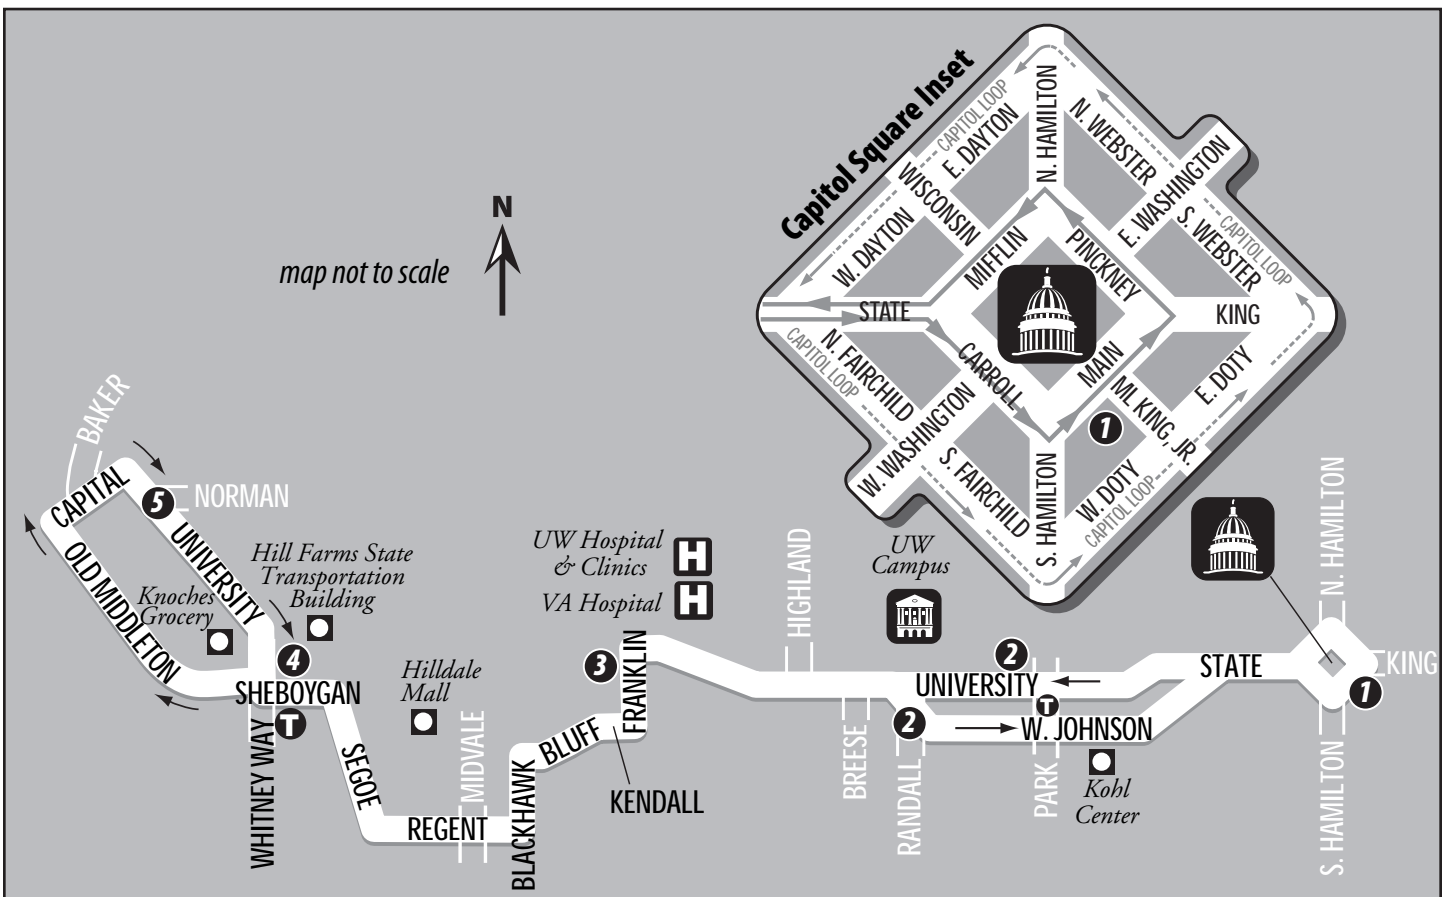 Capitol Square Inset
N
map not to scale
CAPITOL LOOP
E. DAYTON
N. HAMILTON
N. WEBSTER
WISCONSIN
E. WASHINGTON
W. DAYTON
MIFFLIN
PINCKNEY
S. WEBSTER
CAPITOL LOOP
STATE
KING
CAPITOL LOOP
N. FAIRCHILD
CARROLL
MAIN
E. DOTY
W. WASHINGTON
ML KING, JR.
1
S. FAIRCHILD
S. HAMILTON
W. DOTY
CAPITOL LOOP
BAKER
CAPITAL
5
NORMAN
UNIVERSITY
OLD MIDDLETON
Knoches
Grocery
Hill Farms State
Transportation
Building
4
SHEBOYGAN
T
WHITNEY WAY
SEGOE
Hilldale
Mall
MIDVALE
REGENT
BLACKHAWK
BLUFF
KENDALL
FRANKLIN
3
UW Hospital
& Clinics
H
VA Hospital
H
HIGHLAND
UW
Campus
2
UNIVERSITY
T
2
W. JOHNSON
BREESE
RANDALL
PARK
Kohl
Center
STATE
N. HAMILTON
KING
1
S. HAMILTON